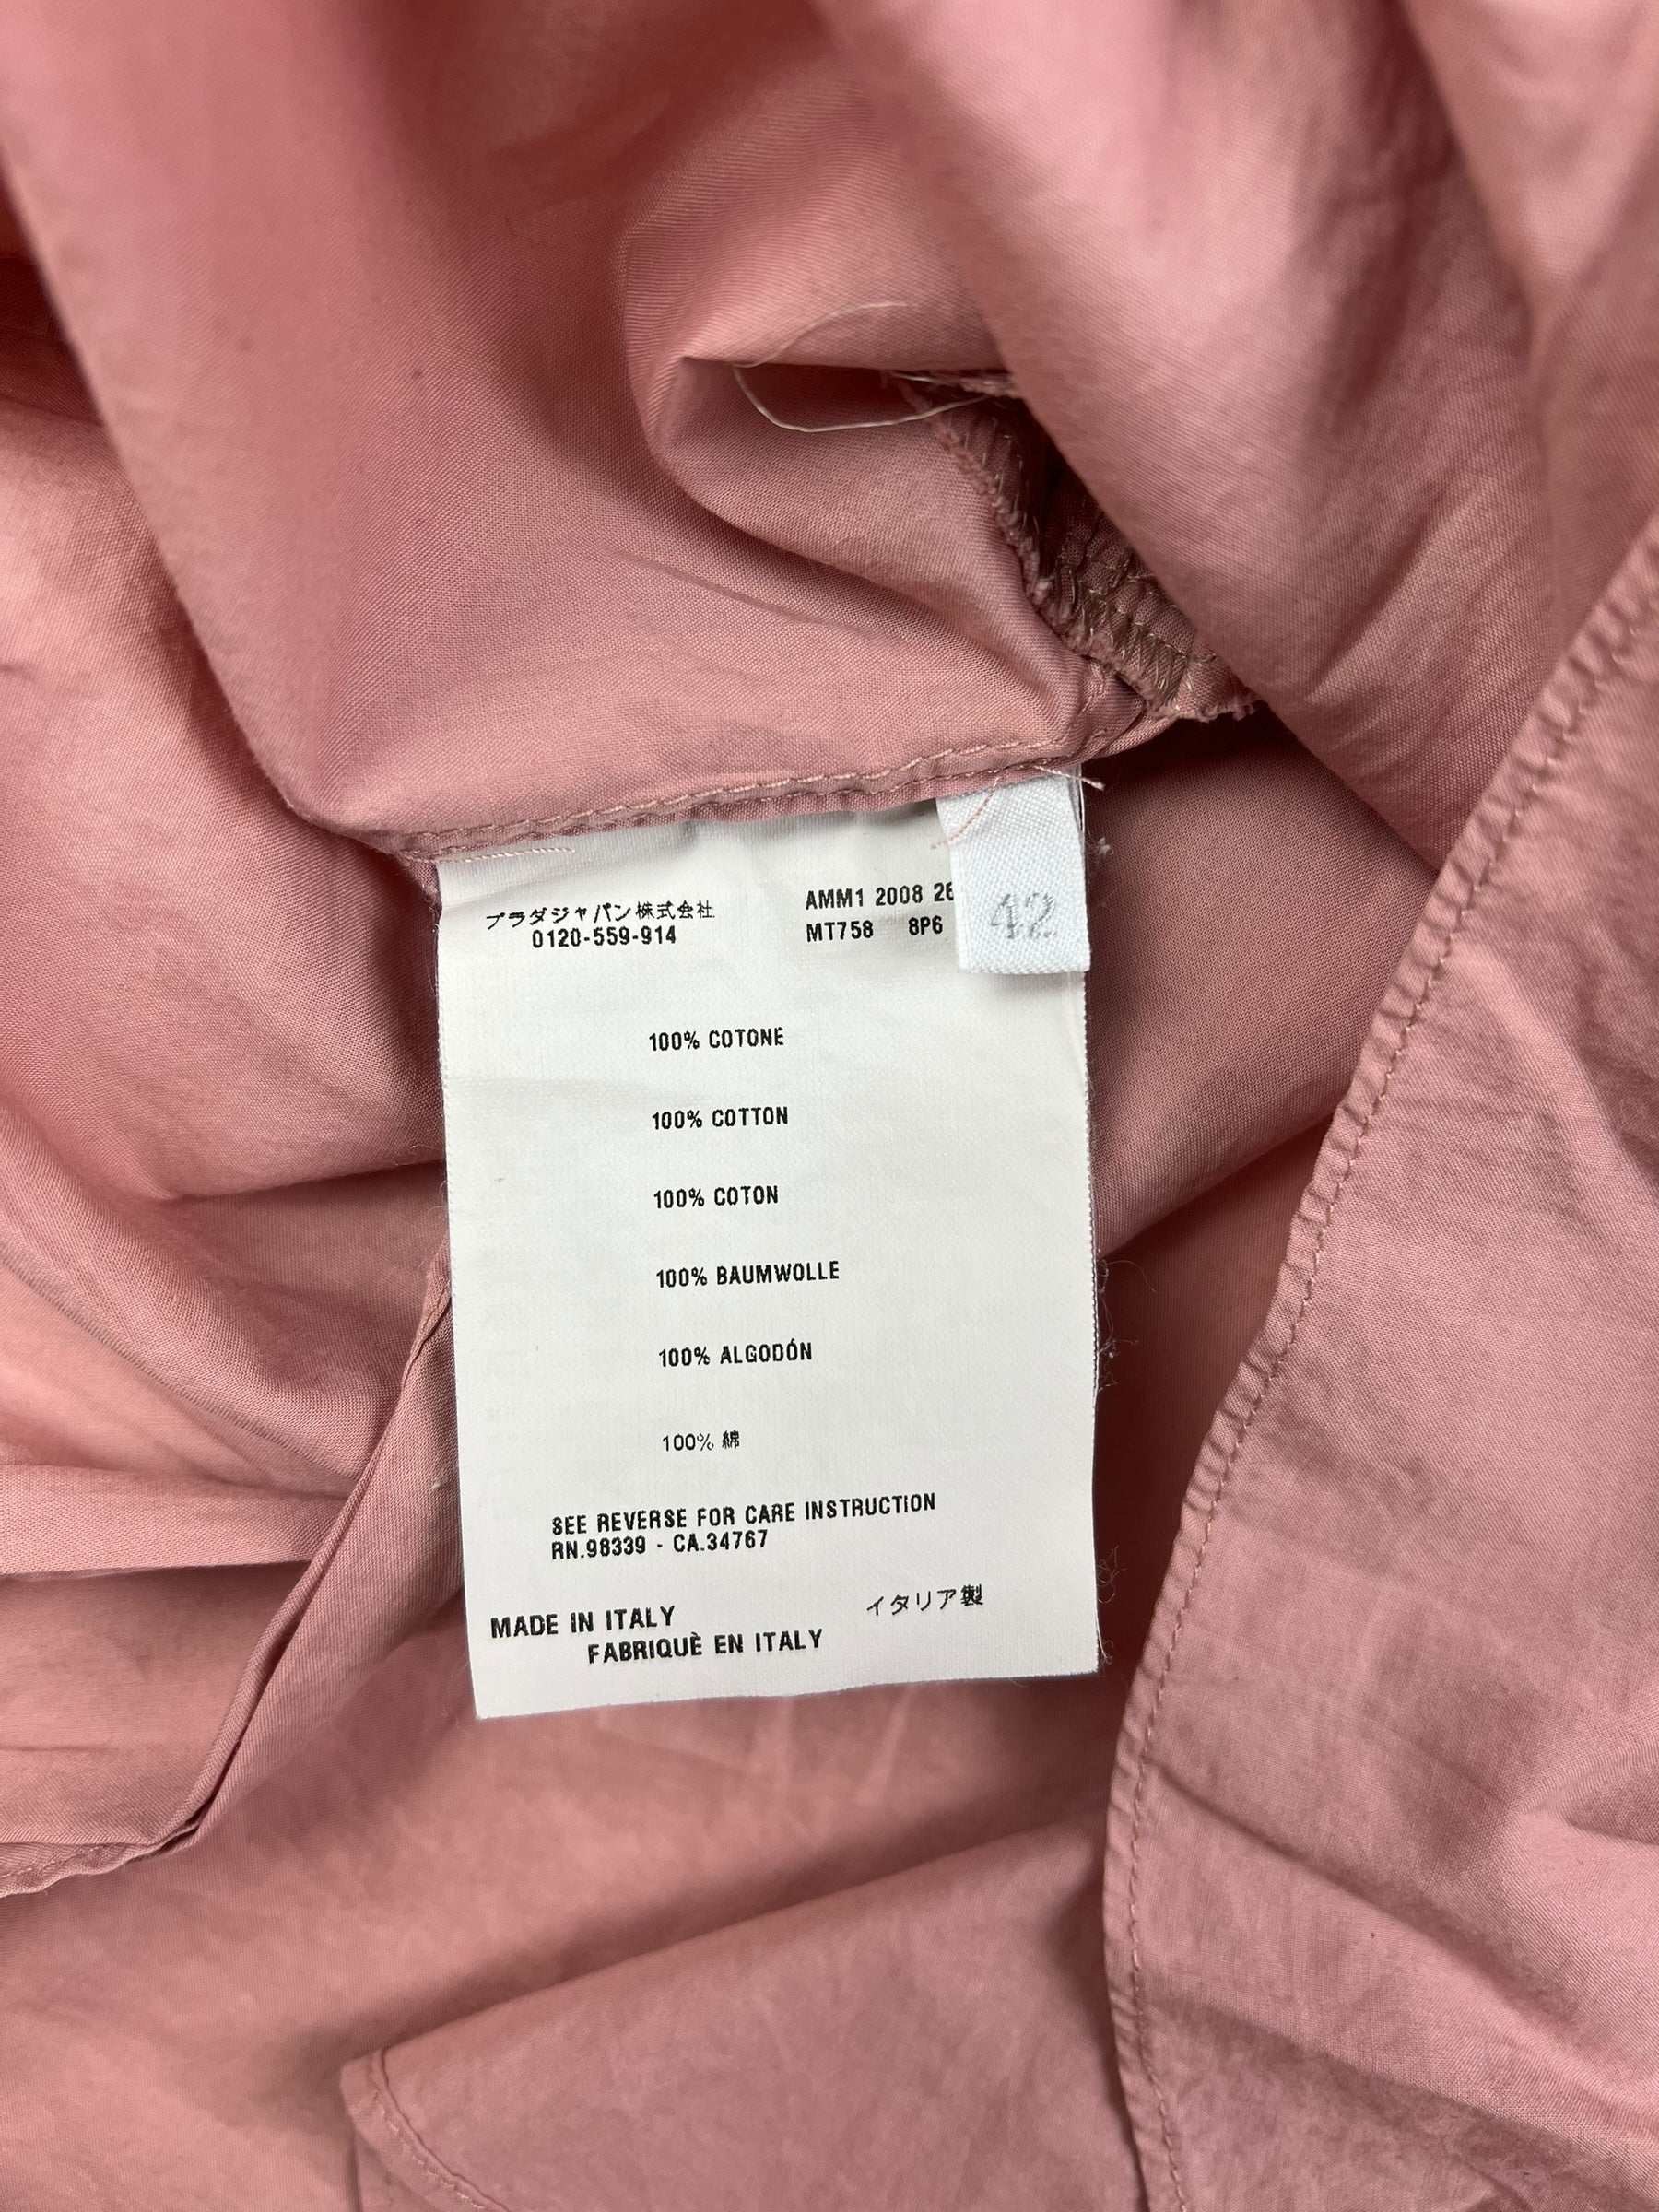 プラダジャパン株式会社
0120-559-914
AMM1 2008 26
MT758 8P6
42
100% COTONE
100% COTTON
100% COTON
100% BAUMWOLLE
100% ALGODÓN
100% 綿
SEE REVERSE FOR CARE INSTRUCTION
RN.98339 - CA.34767
MADE IN ITALY
FABRIQUÈ EN ITALY
イタリア製